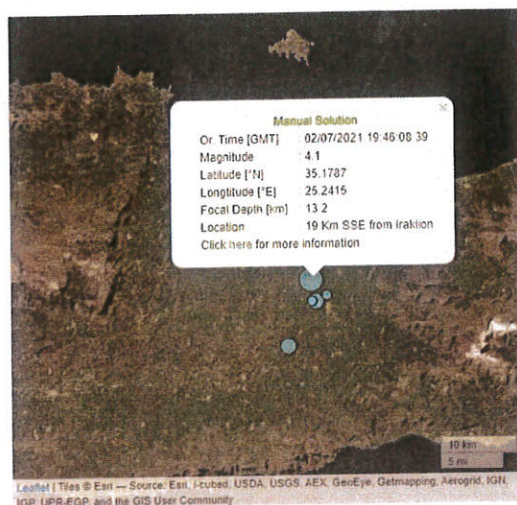 Manual Solution
Or. Time [GMT] : 02/07/2021 19:46:08.39
Magnitude : 4.1
Latitude [°N] : 35.1787
Longtitude [°E] : 25.2415
Focal Depth [km] : 13.2
Location : 19 Km SSE from Iraklion
Click here for more information
10 km
5 mi
Leaflet | Tiles © Esri — Source: Esri, i-cubed, USDA, USGS, AEX, GeoEye, Getmapping, Aerogrid, IGN,
IGP, UPR-EGP, and the GIS User Community